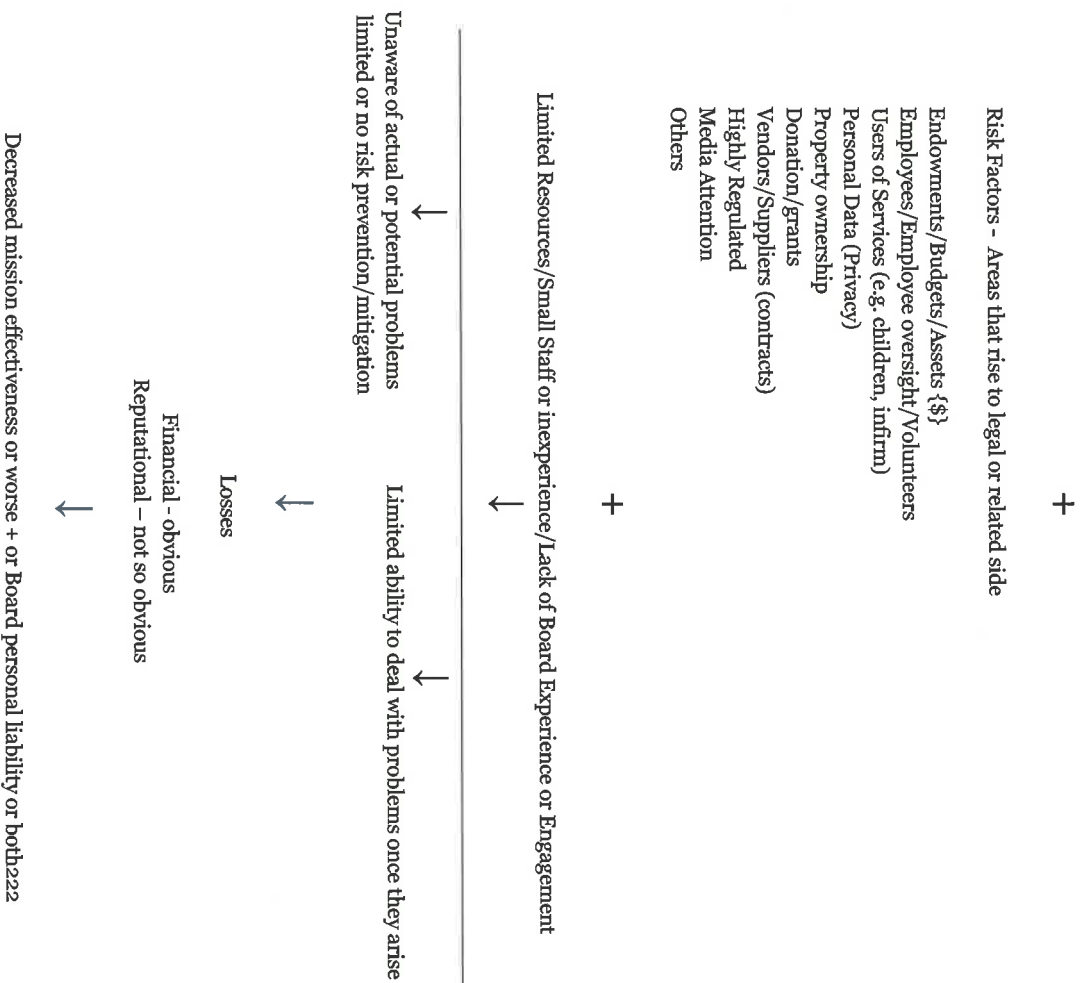 +
Risk Factors - Areas that rise to legal or related side
Endowments/Budgets/Assets {$}
Employees/Employee oversight/Volunteers
Users of Services (e.g. children, infirm)
Personal Data (Privacy)
Property ownership
Donation/grants
Vendors/Suppliers (contracts)
Highly Regulated
Media Attention
Others
+
Limited Resources/Small Staff or inexperience/Lack of Board Experience or Engagement
↓
↓ ↓
Unaware of actual or potential problems
limited or no risk prevention/mitigation
Limited ability to deal with problems once they arise
↓
Losses
Financial - obvious
Reputational – not so obvious
↓
Decreased mission effectiveness or worse + or Board personal liability or both222